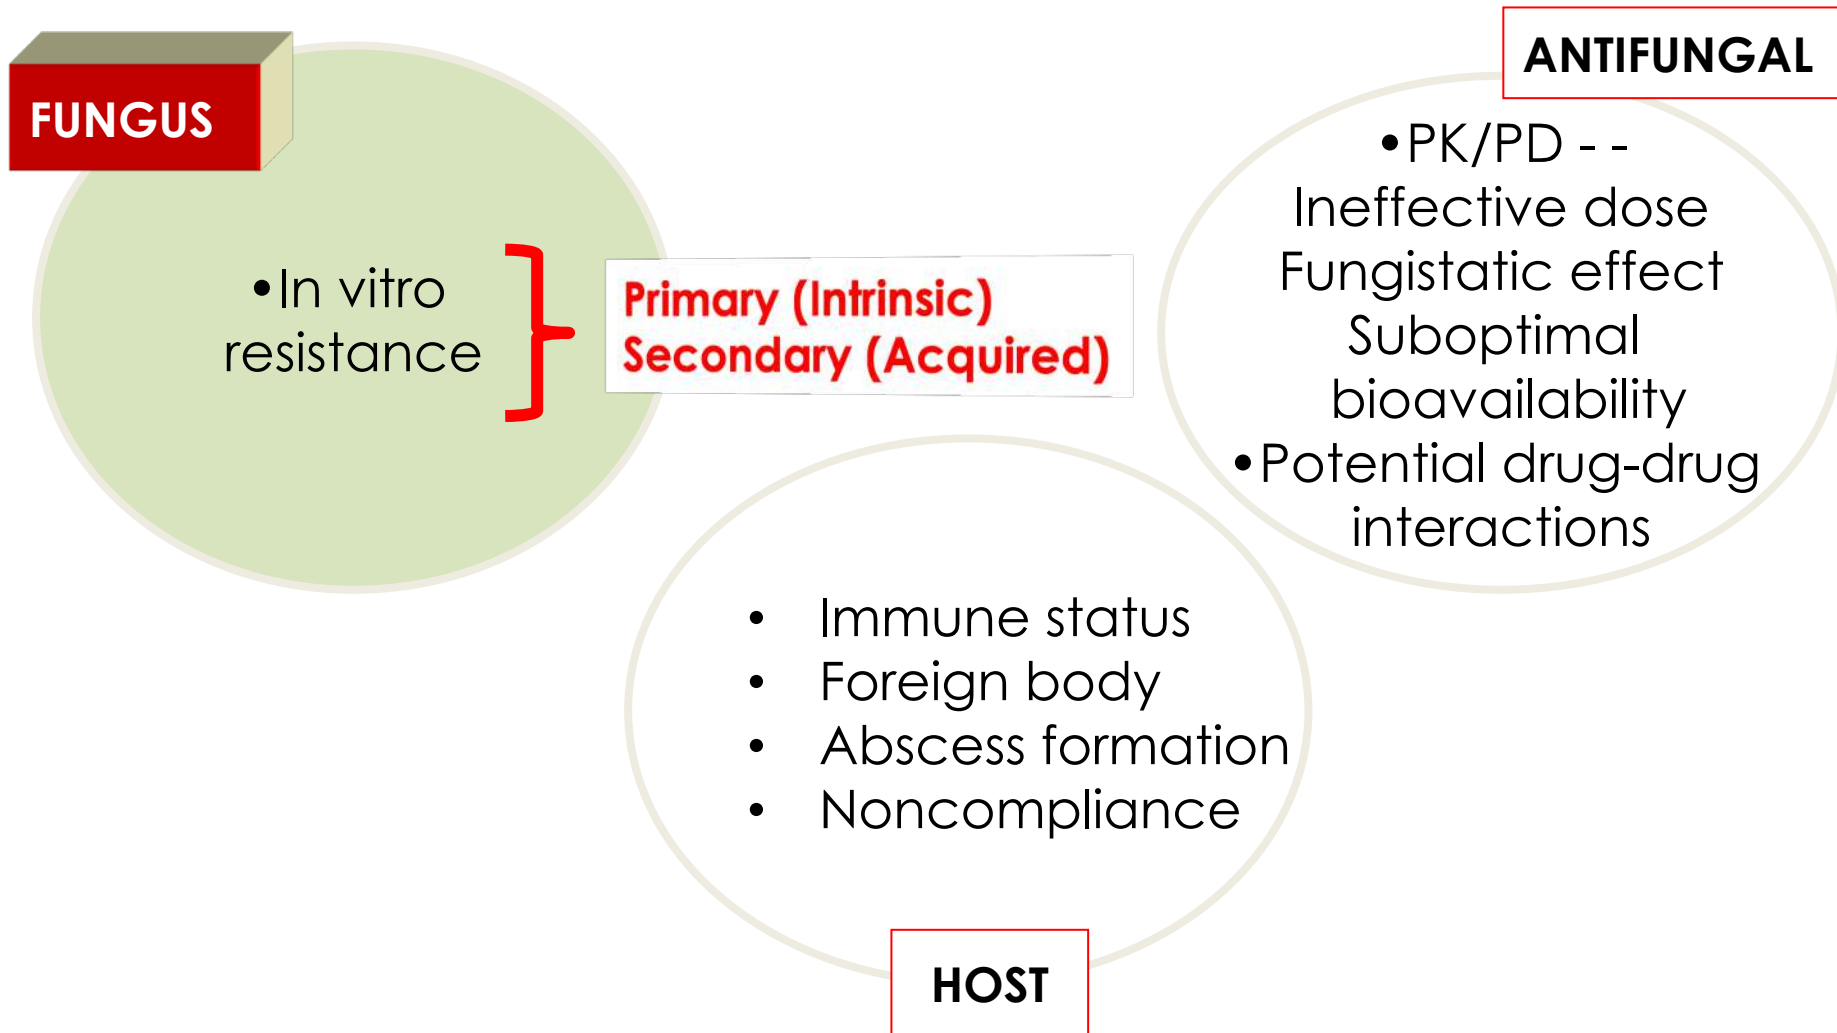 FUNGUS
•In vitro
resistance
Primary (Intrinsic)
Secondary (Acquired)
ANTIFUNGAL
•PK/PD - -
Ineffective dose
Fungistatic effect
Suboptimal
bioavailability
•Potential drug-drug
interactions
• Immune status
• Foreign body
• Abscess formation
• Noncompliance
HOST